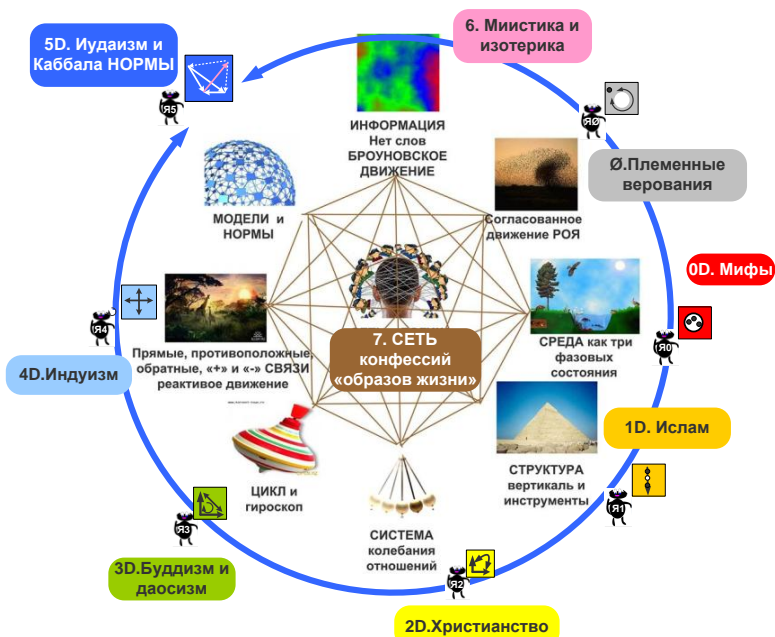 6. Миистика и
изотерика
5D. Иудаизм и
Каббала НОРМЫ
Я5
ЯØ
ИНФОРМАЦИЯ
Нет слов
БРОУНОВСКОЕ
ДВИЖЕНИЕ
Ø.Племенные
верования
МОДЕЛИ и
НОРМЫ
Согласованное
движение РОЯ
0D. Мифы
Я0
СРЕДА как три
фазовых
состояния
7. СЕТЬ
конфессий
«образов жизни»
Я4
Прямые, противоположные,
обратные, «+» и «-» СВЯЗИ
реактивое движение
4D.Индуизм
1D. Ислам
СТРУКТУРА
вертикаль и
инструменты
Я1
ЦИКЛ и
гироскоп
Я3
СИСТЕМА
колебания
отношений
3D.Буддизм и
даосизм
Я2
2D.Христианство